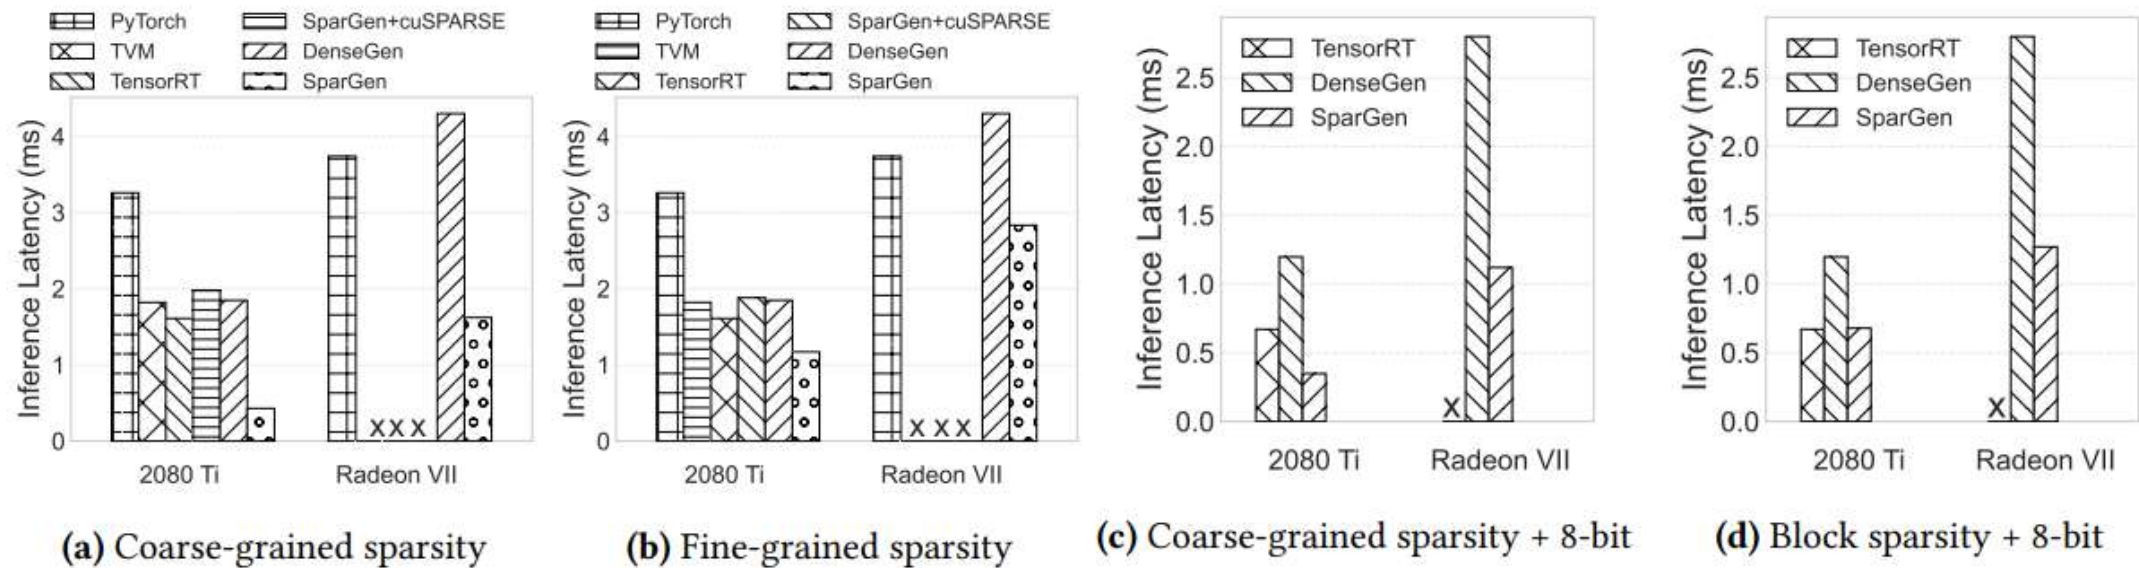 PyTorch
TVM
TensorRT
SparGen+cuSPARSE
DenseGen
SparGen
Inference Latency (ms)
4
3
2
1
0
X X X
2080 Ti
Radeon VII
(a) Coarse-grained sparsity
PyTorch
TVM
TensorRT
SparGen+cuSPARSE
DenseGen
SparGen
Inference Latency (ms)
4
3
2
1
0
X X X
2080 Ti
Radeon VII
(b) Fine-grained sparsity
TensorRT
DenseGen
SparGen
Inference Latency (ms)
2.5
2.0
1.5
1.0
0.5
0.0
X
2080 Ti
Radeon VII
(c) Coarse-grained sparsity + 8-bit
TensorRT
DenseGen
SparGen
Inference Latency (ms)
2.5
2.0
1.5
1.0
0.5
0.0
X
2080 Ti
Radeon VII
(d) Block sparsity + 8-bit